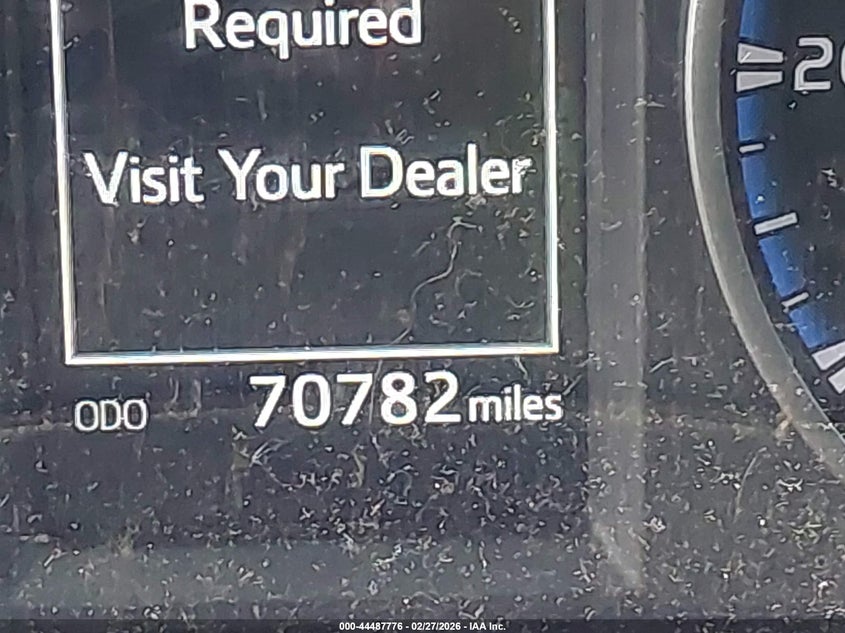 Required
Visit Your Dealer
ODO 70782 miles
000-44487776 - 02/27/2026 - IAA Inc.